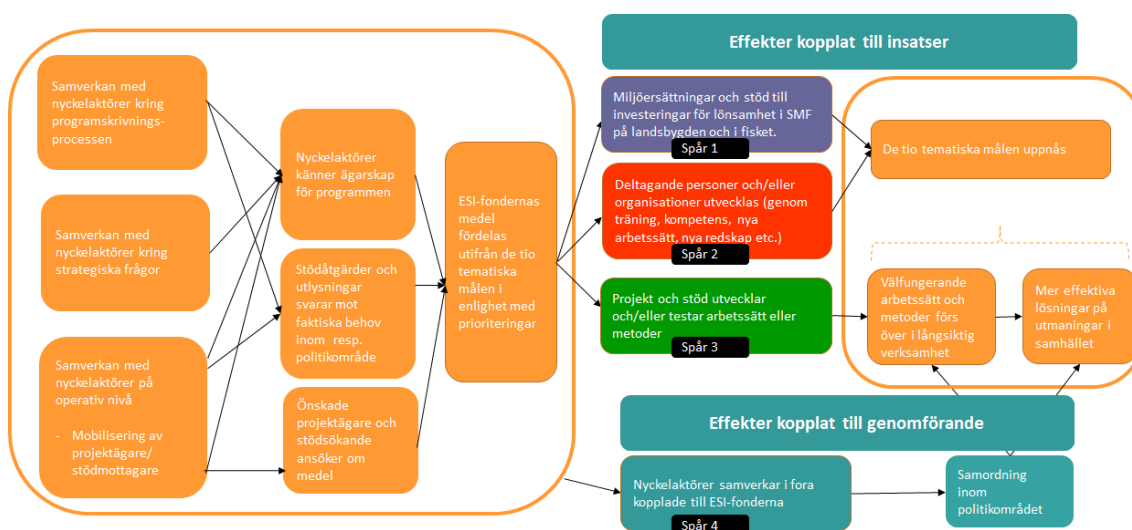 Effekter kopplat till insatser
Samverkan med
nyckelaktörer kring
programskrivnings-
processen
Samverkan med
nyckelaktörer kring
strategiska frågor
Samverkan med
nyckelaktörer på
operativ nivå
- Mobilisering av
projektägare/
stödmottagare
Nyckelaktörer
känner ägarskap
för programmen
Stödåtgärder och
utlysningar
svarar mot
faktiska behov
inom resp.
politikområde
Önskade
projektägare och
stödsökande
ansöker om
medel
ESI-fondernas
medel
fördelas
utifrån de tio
tematiska
målen i
enlighet med
prioriteringar
Miljöersättningar och stöd till
investeringar för lönsamhet i SMF
på landsbygden och i fisket.
Spår 1
Deltagande personer och/eller
organisationer utvecklas (genom
träning, kompetens, nya
arbetssätt, nya redskap etc.)
Spår 2
Projekt och stöd utvecklar
och/eller testar arbetssätt eller
metoder
Spår 3
De tio tematiska målen uppnås
Välfungerande
arbetssätt och
metoder förs
över i långsiktig
verksamhet
Mer effektiva
lösningar på
utmaningar i
samhället
Effekter kopplat till genomförande
Nyckelaktörer samverkar i fora
kopplade till ESI-fonderna
Spår 4
Samordning
inom
politikområdet